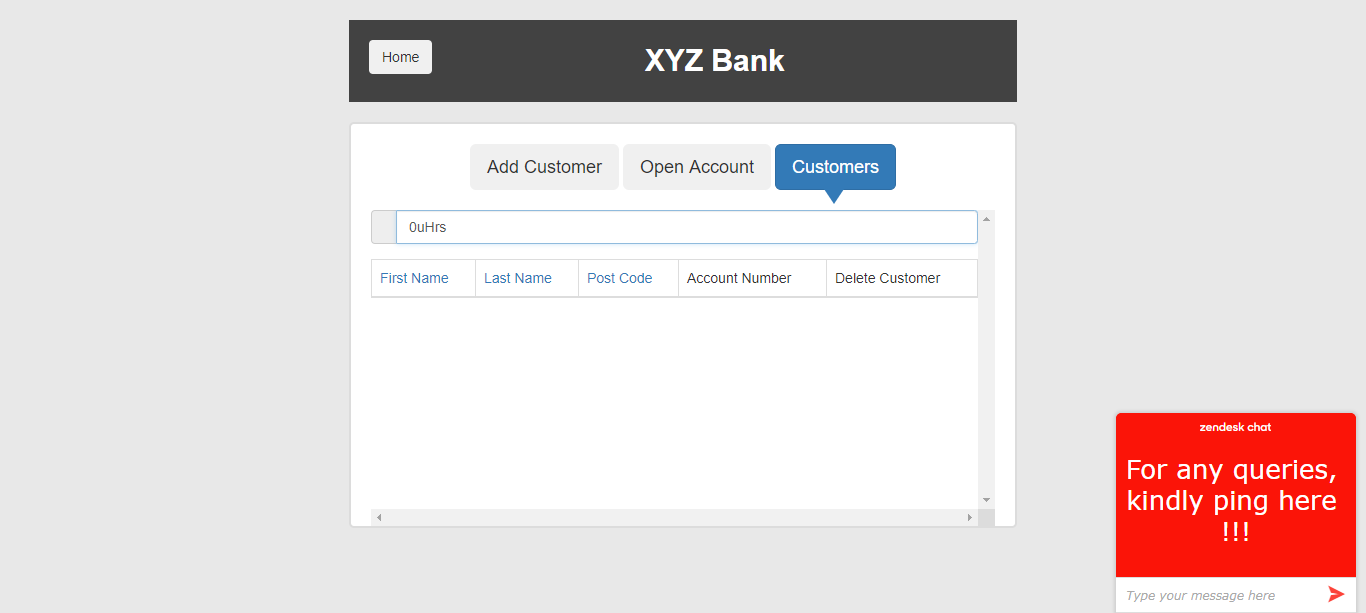 Home
XYZ Bank
Add Customer Open Account Customers
0uHrs
First Name Last Name Post Code Account Number Delete Customer
zendesk chat
For any queries,
kindly ping here
!!!
Type your message here